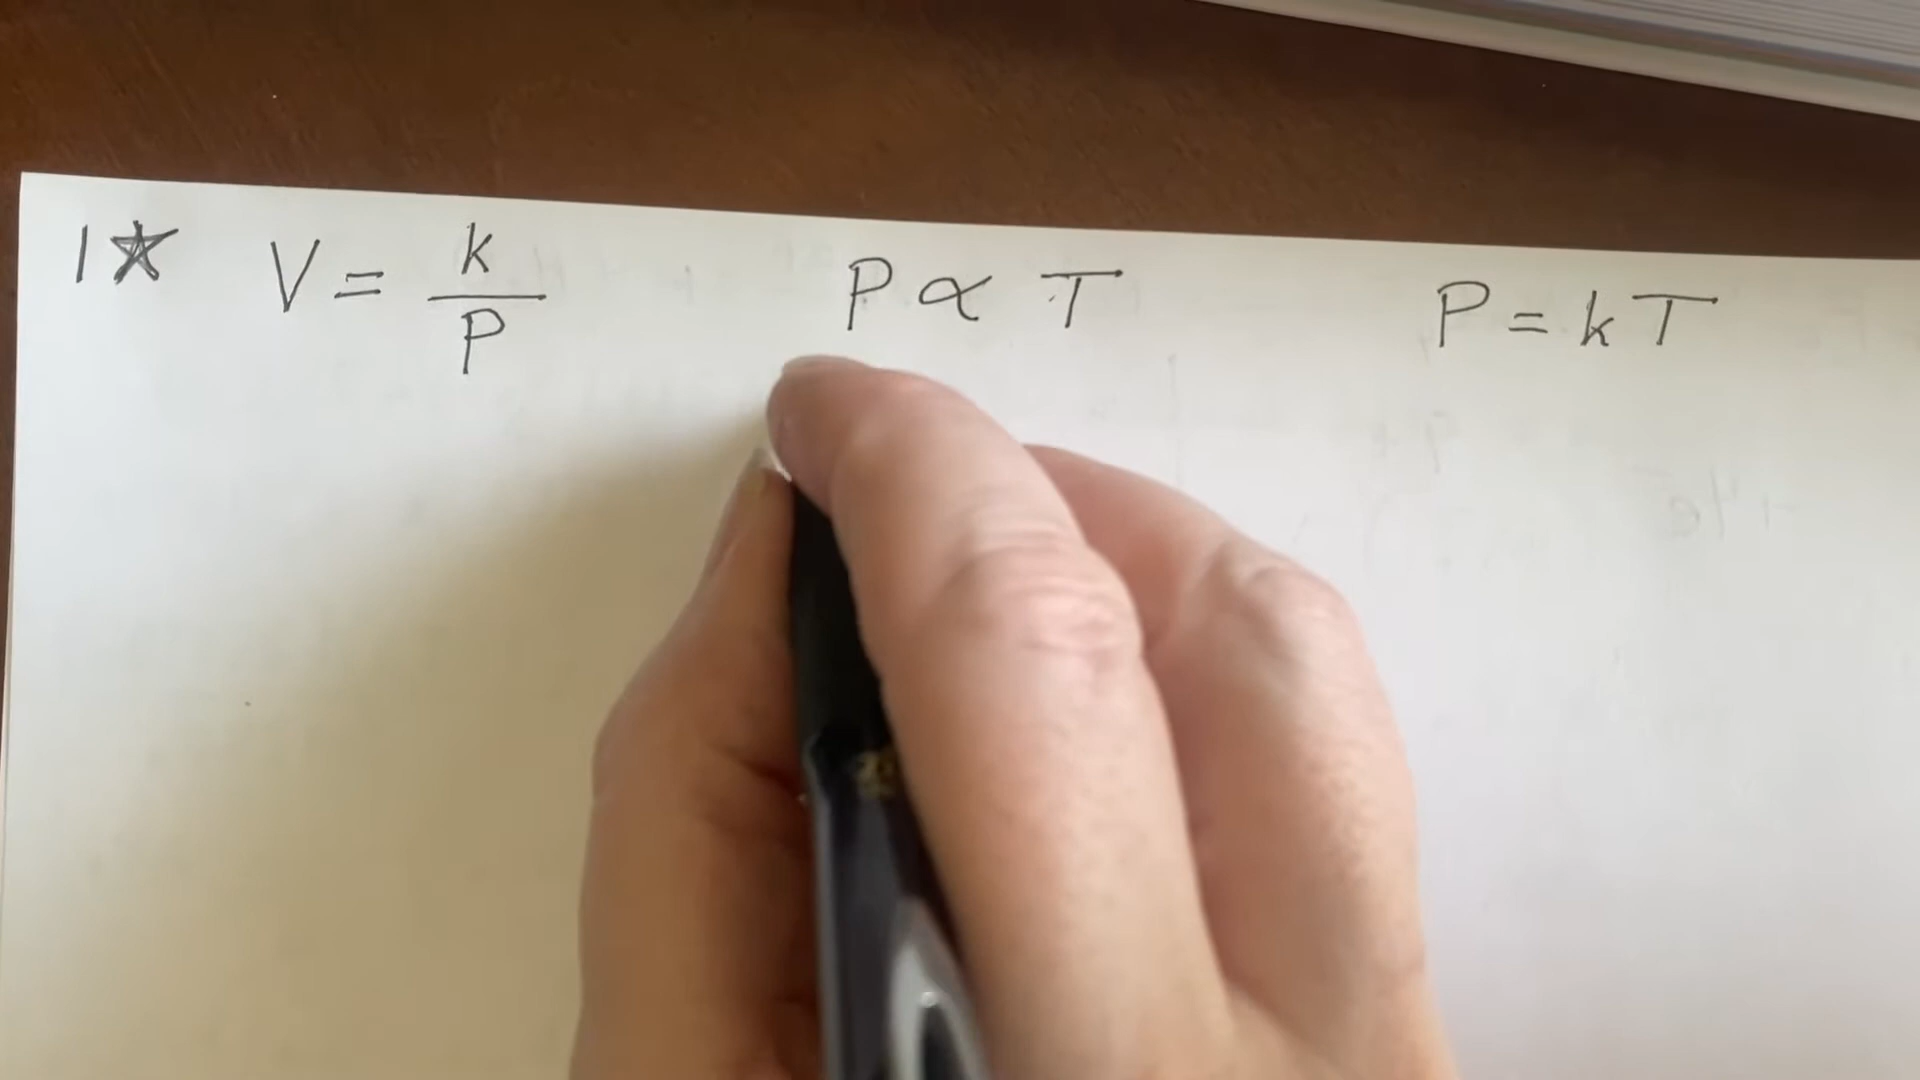 1★ V = k/P P ∝ T P = kT